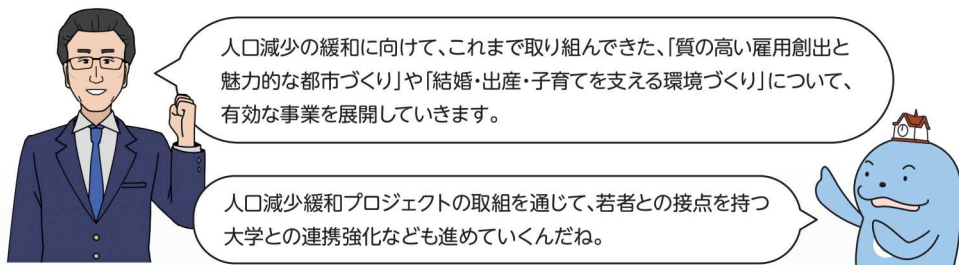 人口減少の緩和に向けて、これまで取り組んできた、「質の高い雇用創出と
魅力的な都市づくり」や「結婚・出産・子育てを支える環境づくり」について、
有効な事業を展開していきます。
人口減少緩和プロジェクトの取組を通じて、若者との接点を持つ
大学との連携強化なども進めていくんだね。